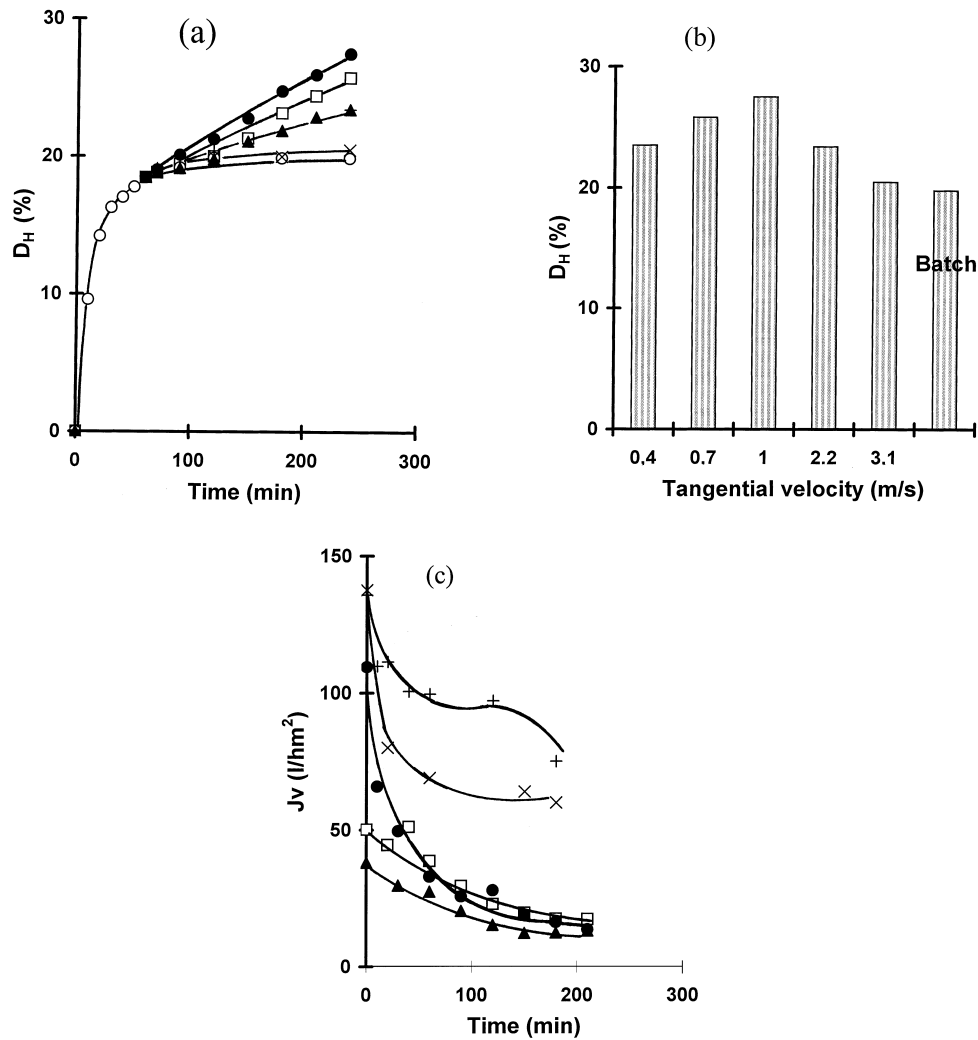 (a)
30
20
10
0
D_H (%)
0 100 200 300
Time (min)
(b)
30
20
10
0
D_H (%)
Batch
0,4 0.7 1 2.2 3.1
Tangential velocity (m/s)
(c)
150
100
50
0
Jv (l/hm²)
0 100 200 300
Time (min)